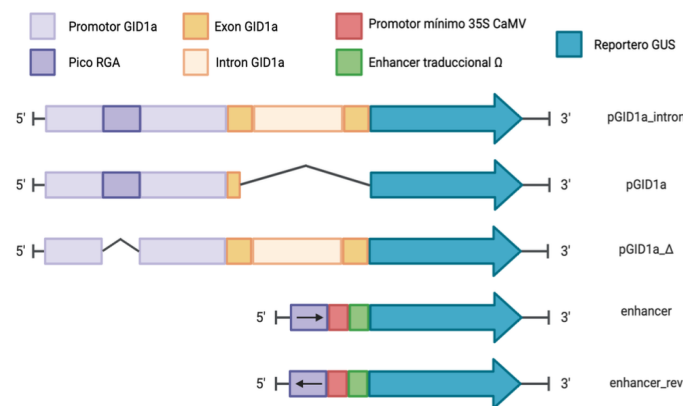 Promotor GID1a
Exon GID1a
Promotor mínimo 35S CaMV
Reportero GUS
Pico RGA
Intron GID1a
Enhancer traduccional Ω
5' 3' pGID1a_intron
5' 3' pGID1a
5' 3' pGID1a_Δ
5' 3' enhancer
5' 3' enhancer_rev